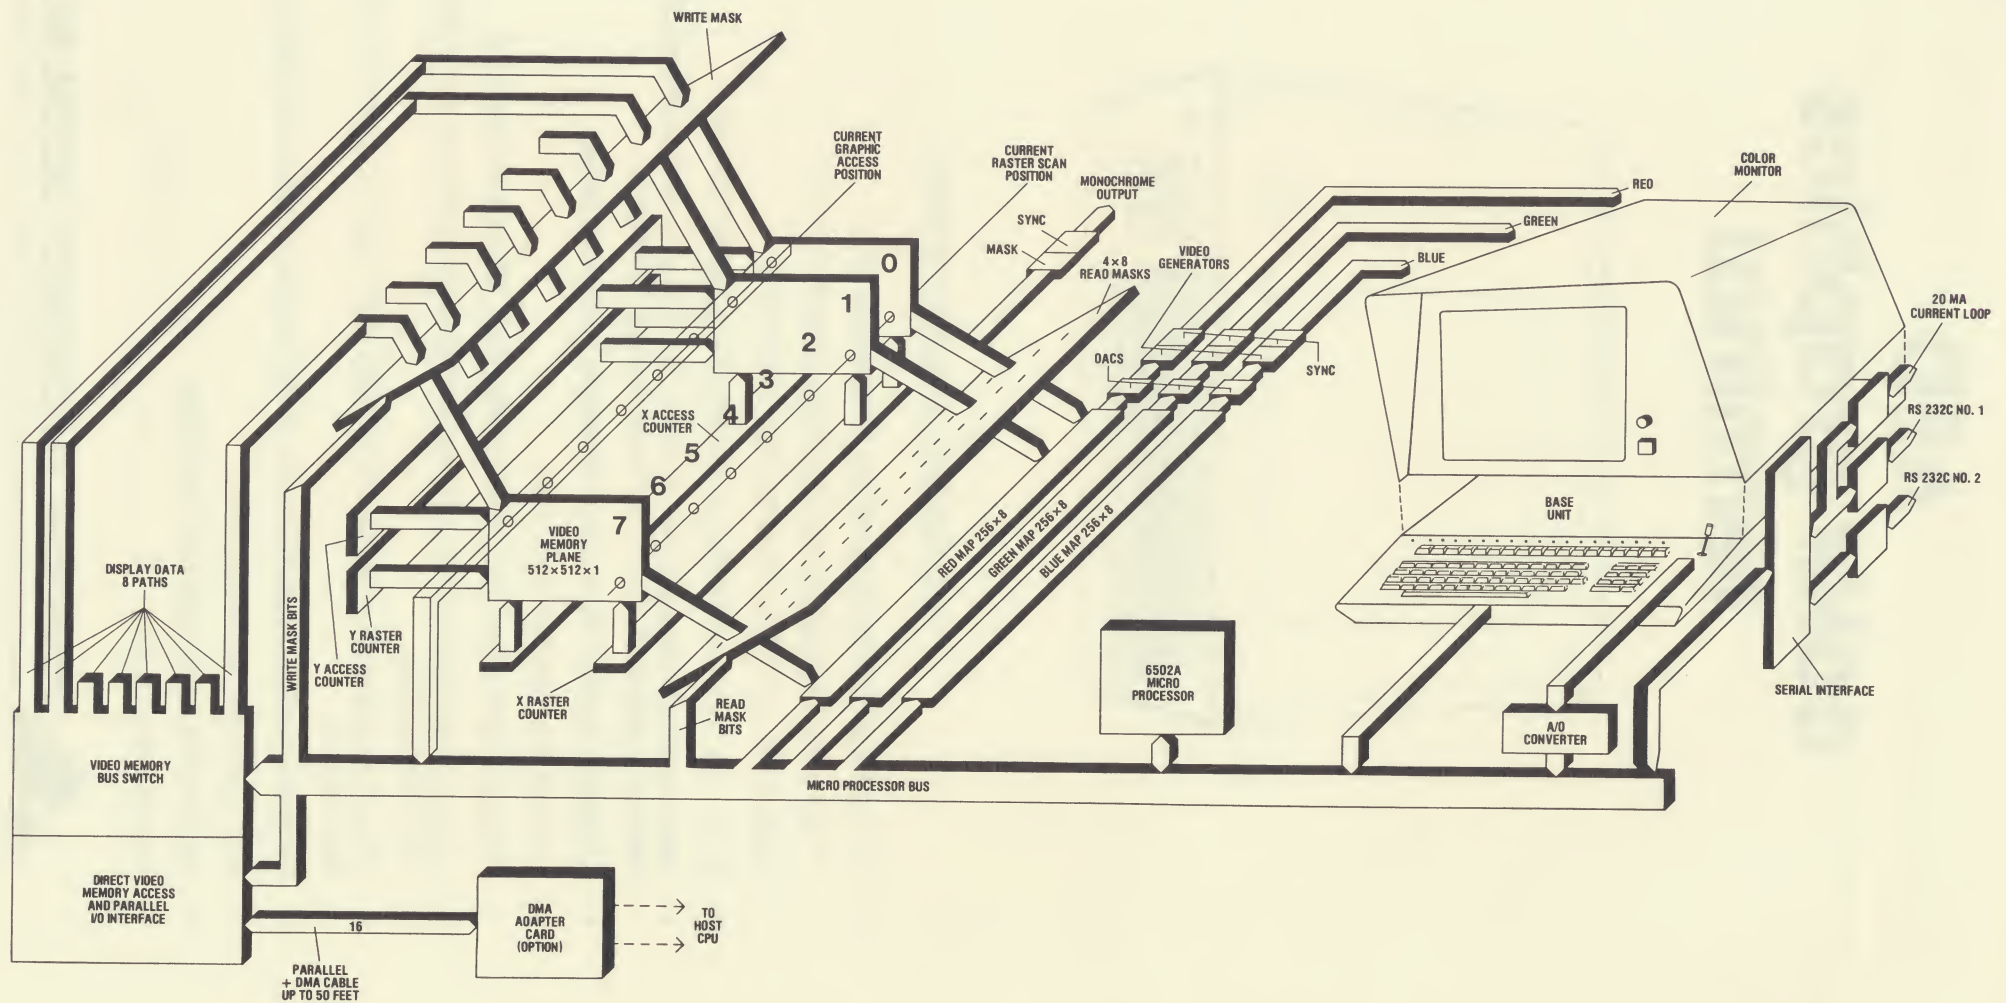 WRITE MASK
CURRENT
GRAPHIC
ACCESS
POSITION
CURRENT
RASTER SCAN
POSITION
MONOCHROME
OUTPUT
SYNC
MASK
4×8
READ MASKS
VIDEO
GENERATORS
RED
GREEN
BLUE
COLOR
MONITOR
20 MA
CURRENT LOOP
RS 232C NO. 1
RS 232C NO. 2
DACS
SYNC
0
1
2
3
4
5
6
7
X ACCESS
COUNTER
VIDEO
MEMORY
PLANE
512×512×1
RED MAP 256×8
GREEN MAP 256×8
BLUE MAP 256×8
BASE
UNIT
DISPLAY DATA
8 PATHS
WRITE MASK BITS
Y RASTER
COUNTER
Y ACCESS
COUNTER
X RASTER
COUNTER
READ
MASK
BITS
6502A
MICRO
PROCESSOR
A/D
CONVERTER
SERIAL INTERFACE
VIDEO MEMORY
BUS SWITCH
MICRO PROCESSOR BUS
DIRECT VIDEO
MEMORY ACCESS
AND PARALLEL
I/O INTERFACE
16
DMA
ADAPTER
CARD
(OPTION)
TO
HOST
CPU
PARALLEL
+ DMA CABLE
UP TO 50 FEET